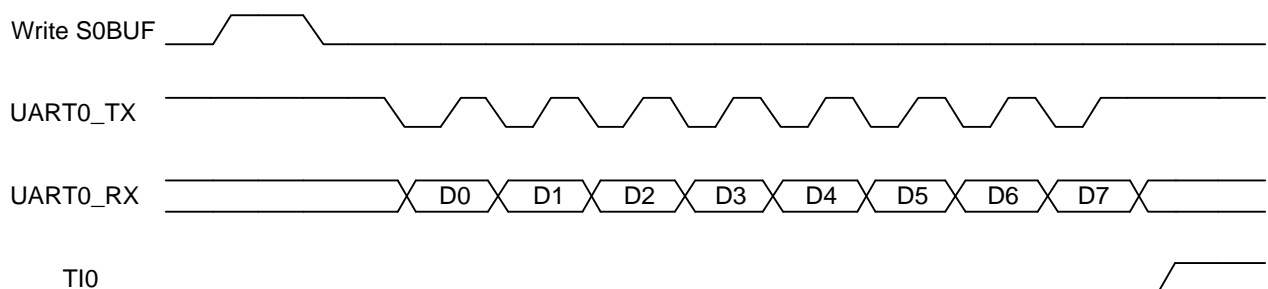 Write S0BUF
UART0_TX
UART0_RX D0 D1 D2 D3 D4 D5 D6 D7
TI0